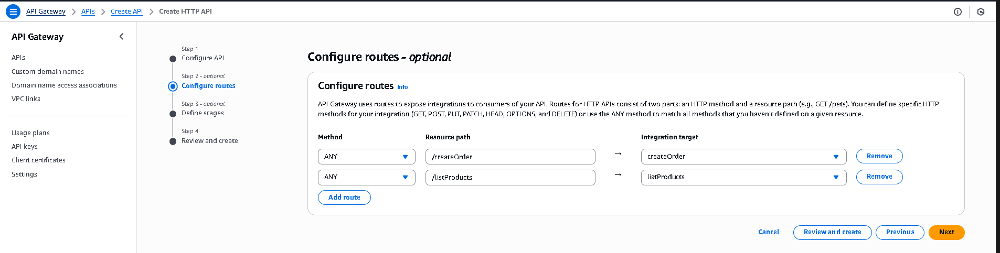 API Gateway > APIs > Create API > Create HTTP API
API Gateway
APIs
Custom domain names
Domain name access associations
VPC links
Usage plans
API keys
Client certificates
Settings
Step 1
Configure API
Step 2 - optional
Configure routes
Step 3 - optional
Define stages
Step 4
Review and create
Configure routes - optional
Configure routes Info
API Gateway uses routes to expose integrations to consumers of your API. Routes for HTTP APIs consist of two parts: an HTTP method and a resource path (e.g., GET /pets). You can define specific HTTP
methods for your integration (GET, POST, PUT, PATCH, HEAD, OPTIONS, and DELETE) or use the ANY method to match all methods that you haven't defined on a given resource.
Method Resource path Integration target
ANY /createOrder → createOrder Remove
ANY /listProducts → listProducts Remove
Add route
Cancel Review and create Previous Next